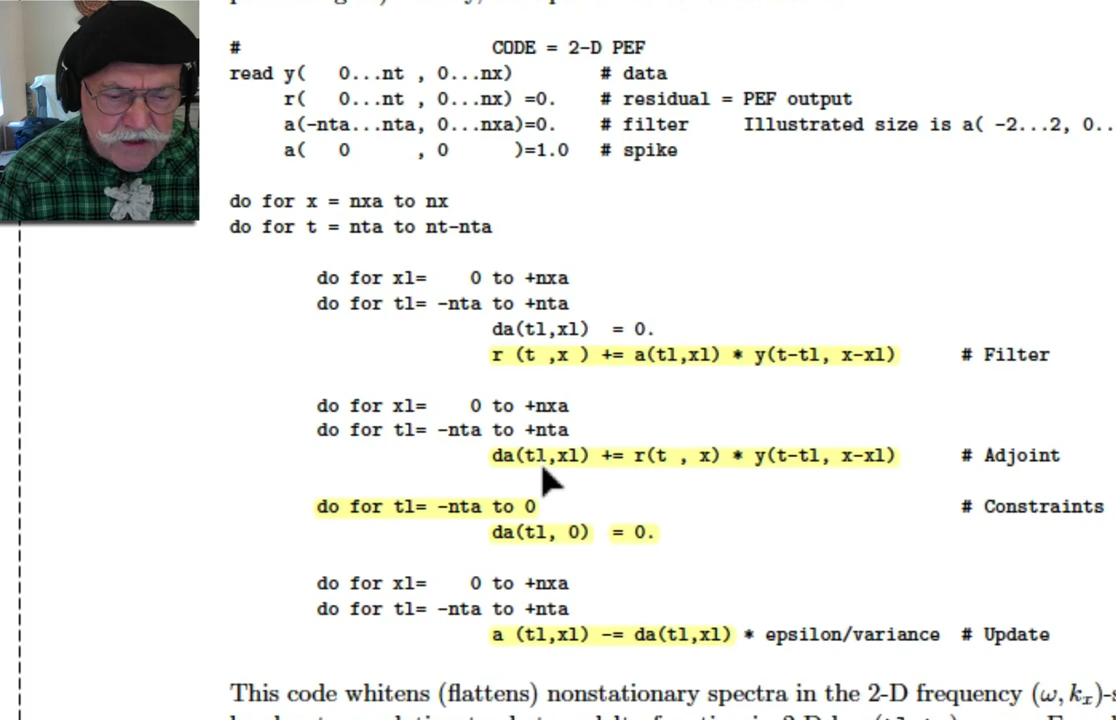 # CODE = 2-D PEF
read y( 0...nt , 0...nx) # data
r( 0...nt , 0...nx) =0. # residual = PEF output
a(-nta...nta, 0...nxa)=0. # filter Illustrated size is a( -2...2, 0..
a( 0 , 0 )=1.0 # spike
do for x = nxa to nx
do for t = nta to nt-nta
do for xl= 0 to +nxa
do for tl= -nta to +nta
da(tl,xl) = 0.
r (t ,x ) += a(tl,xl) * y(t-tl, x-xl) # Filter
do for xl= 0 to +nxa
do for tl= -nta to +nta
da(tl,xl) += r(t , x) * y(t-tl, x-xl) # Adjoint
do for tl= -nta to 0 # Constraints
da(tl, 0) = 0.
do for xl= 0 to +nxa
do for tl= -nta to +nta
a (tl,xl) -= da(tl,xl) * epsilon/variance # Update
This code whitens (flattens) nonstationary spectra in the 2-D frequency (ω, kₓ)-s